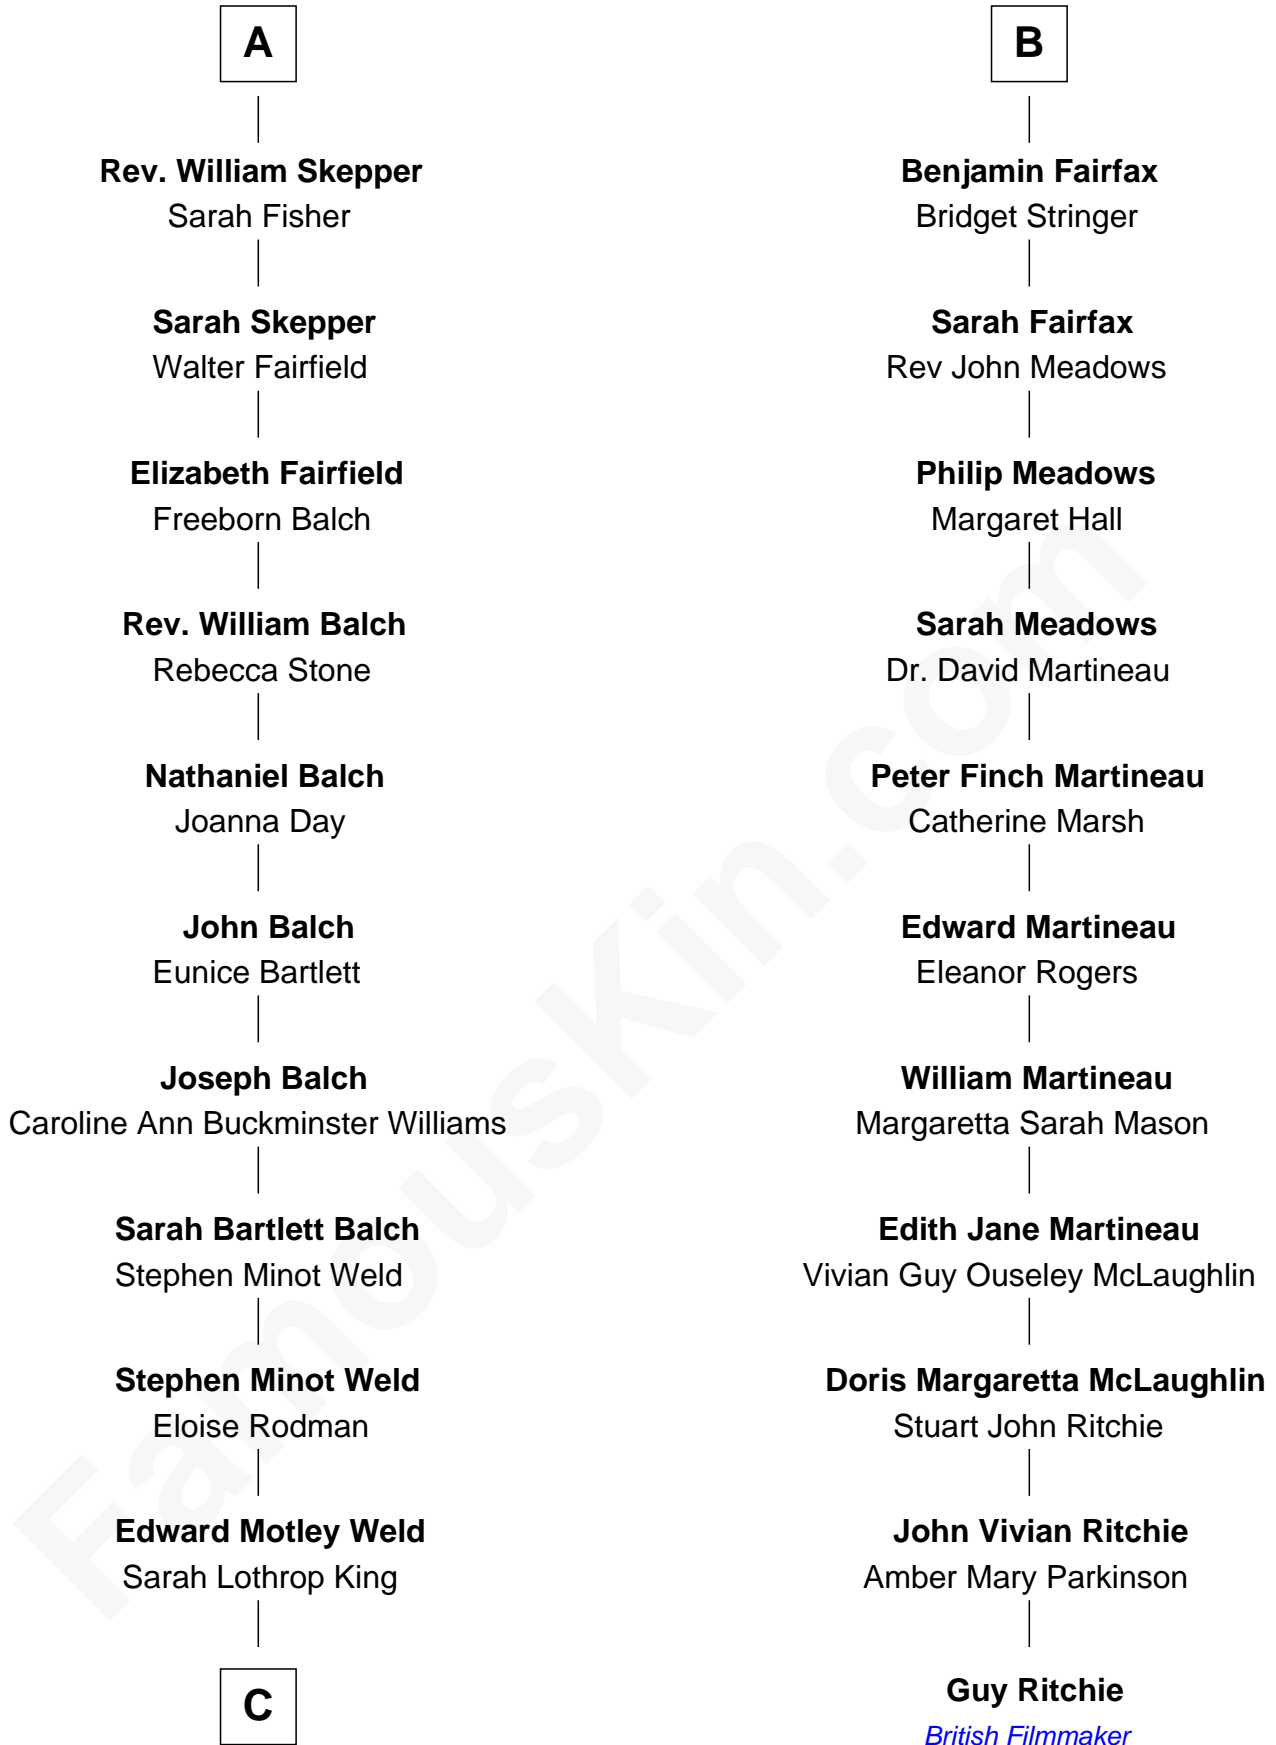 A
Rev. William Skepper
Sarah Fisher
Sarah Skepper
Walter Fairfield
Elizabeth Fairfield
Freeborn Balch
Rev. William Balch
Rebecca Stone
Nathaniel Balch
Joanna Day
John Balch
Eunice Bartlett
Joseph Balch
Caroline Ann Buckminster Williams
Sarah Bartlett Balch
Stephen Minot Weld
Stephen Minot Weld
Eloise Rodman
Edward Motley Weld
Sarah Lothrop King
C
B
Benjamin Fairfax
Bridget Stringer
Sarah Fairfax
Rev John Meadows
Philip Meadows
Margaret Hall
Sarah Meadows
Dr. David Martineau
Peter Finch Martineau
Catherine Marsh
Edward Martineau
Eleanor Rogers
William Martineau
Margaretta Sarah Mason
Edith Jane Martineau
Vivian Guy Ouseley McLaughlin
Doris Margaretta McLaughlin
Stuart John Ritchie
John Vivian Ritchie
Amber Mary Parkinson
Guy Ritchie
British Filmmaker
FamousKin.com